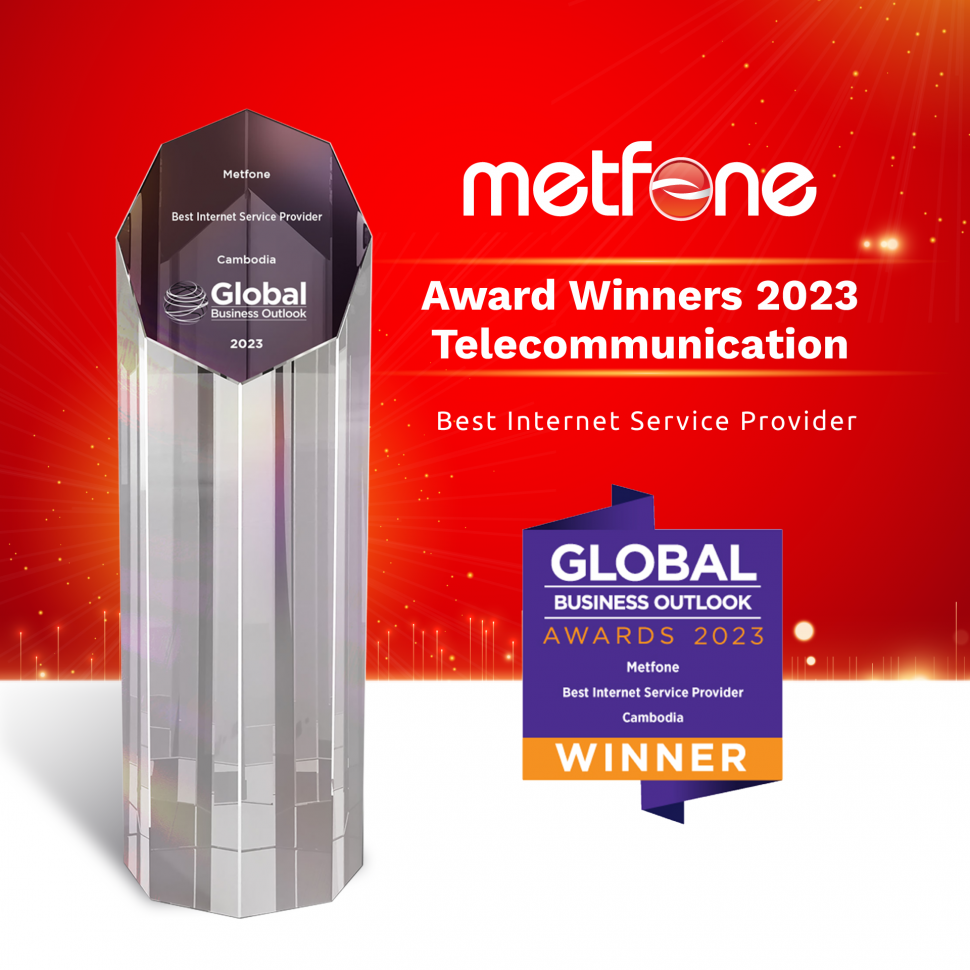 Metfone
Best Internet Service Provider
Cambodia
Global
Business Outlook
2023
metfone
Award Winners 2023
Telecommunication
Best Internet Service Provider
GLOBAL
BUSINESS OUTLOOK
AWARDS 2023
Metfone
Best Internet Service Provider
Cambodia
WINNER